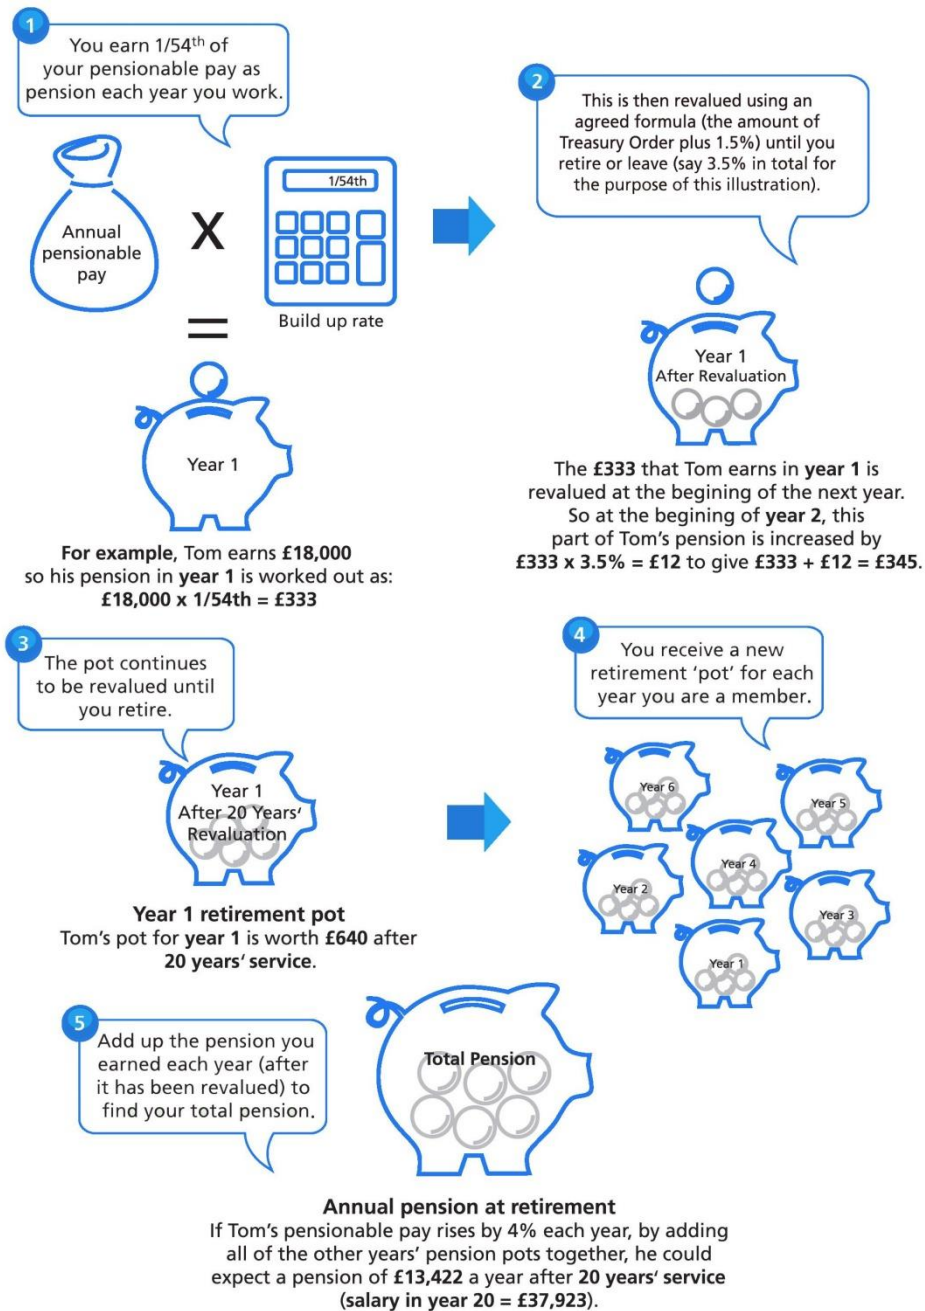 1
You earn 1/54th of
your pensionable pay as
pension each year you work.
Annual
pensionable
pay
X
1/54th
Build up rate
=
Year 1
For example, Tom earns £18,000
so his pension in year 1 is worked out as:
£18,000 x 1/54th = £333
2
This is then revalued using an
agreed formula (the amount of
Treasury Order plus 1.5%) until you
retire or leave (say 3.5% in total for
the purpose of this illustration).
Year 1
After Revaluation
The £333 that Tom earns in year 1 is
revalued at the begining of the next year.
So at the begining of year 2, this
part of Tom's pension is increased by
£333 x 3.5% = £12 to give £333 + £12 = £345.
3
The pot continues
to be revalued until
you retire.
Year 1
After 20 Years'
Revaluation
Year 1 retirement pot
Tom's pot for year 1 is worth £640 after
20 years' service.
4
You receive a new
retirement 'pot' for each
year you are a member.
Year 6
Year 5
Year 4
Year 2
Year 3
Year 1
5
Add up the pension you
earned each year (after
it has been revalued) to
find your total pension.
Total Pension
Annual pension at retirement
If Tom's pensionable pay rises by 4% each year, by adding
all of the other years' pension pots together, he could
expect a pension of £13,422 a year after 20 years' service
(salary in year 20 = £37,923).